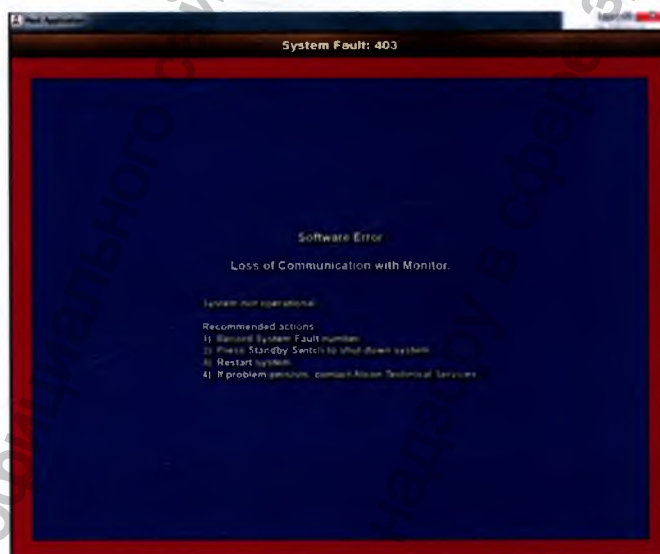 Host Application
System Fault: 403
Software Error
Loss of Communication with Monitor.
System not operational.
Recommended actions
1) Record System Fault number
2) Press Standby Switch to shut down system
3) Restart system
4) If problem persists, contact Alcon Technical Services